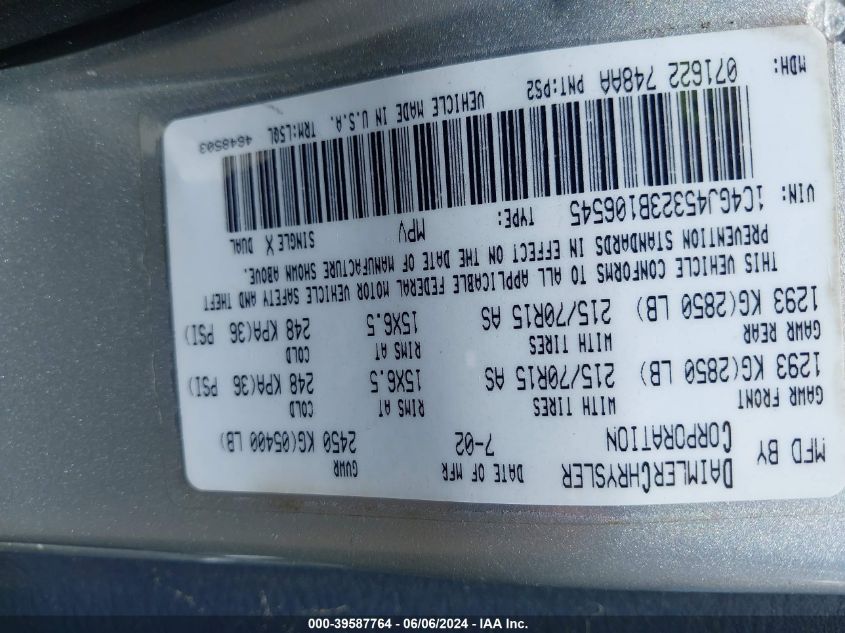 MFD BY DAIMLERCHRYSLER CORPORATION DATE OF MFR 7-02 GVWR 2450 KG(05400 LB)
GAWR FRONT WITH TIRES RIMS AT COLD
1293 KG(2850 LB) 215/70R15 AS 15X6.5 248 KPA(36 PSI)
GAWR REAR WITH TIRES RIMS AT COLD
1293 KG(2850 LB) 215/70R15 AS 15X6.5 248 KPA(36 PSI)
THIS VEHICLE CONFORMS TO ALL APPLICABLE FEDERAL MOTOR VEHICLE SAFETY AND THEFT
PREVENTION STANDARDS IN EFFECT ON THE DATE OF MANUFACTURE SHOWN ABOVE.
VIN: 1C4GJ45323B106545 TYPE: MPV SINGLE X DUAL
MDH: 071622 748AA PNT:PS2 VEHICLE MADE IN U.S.A. TRM:L5QL 4648503
000-39587764 - 06/06/2024 - IAA Inc.